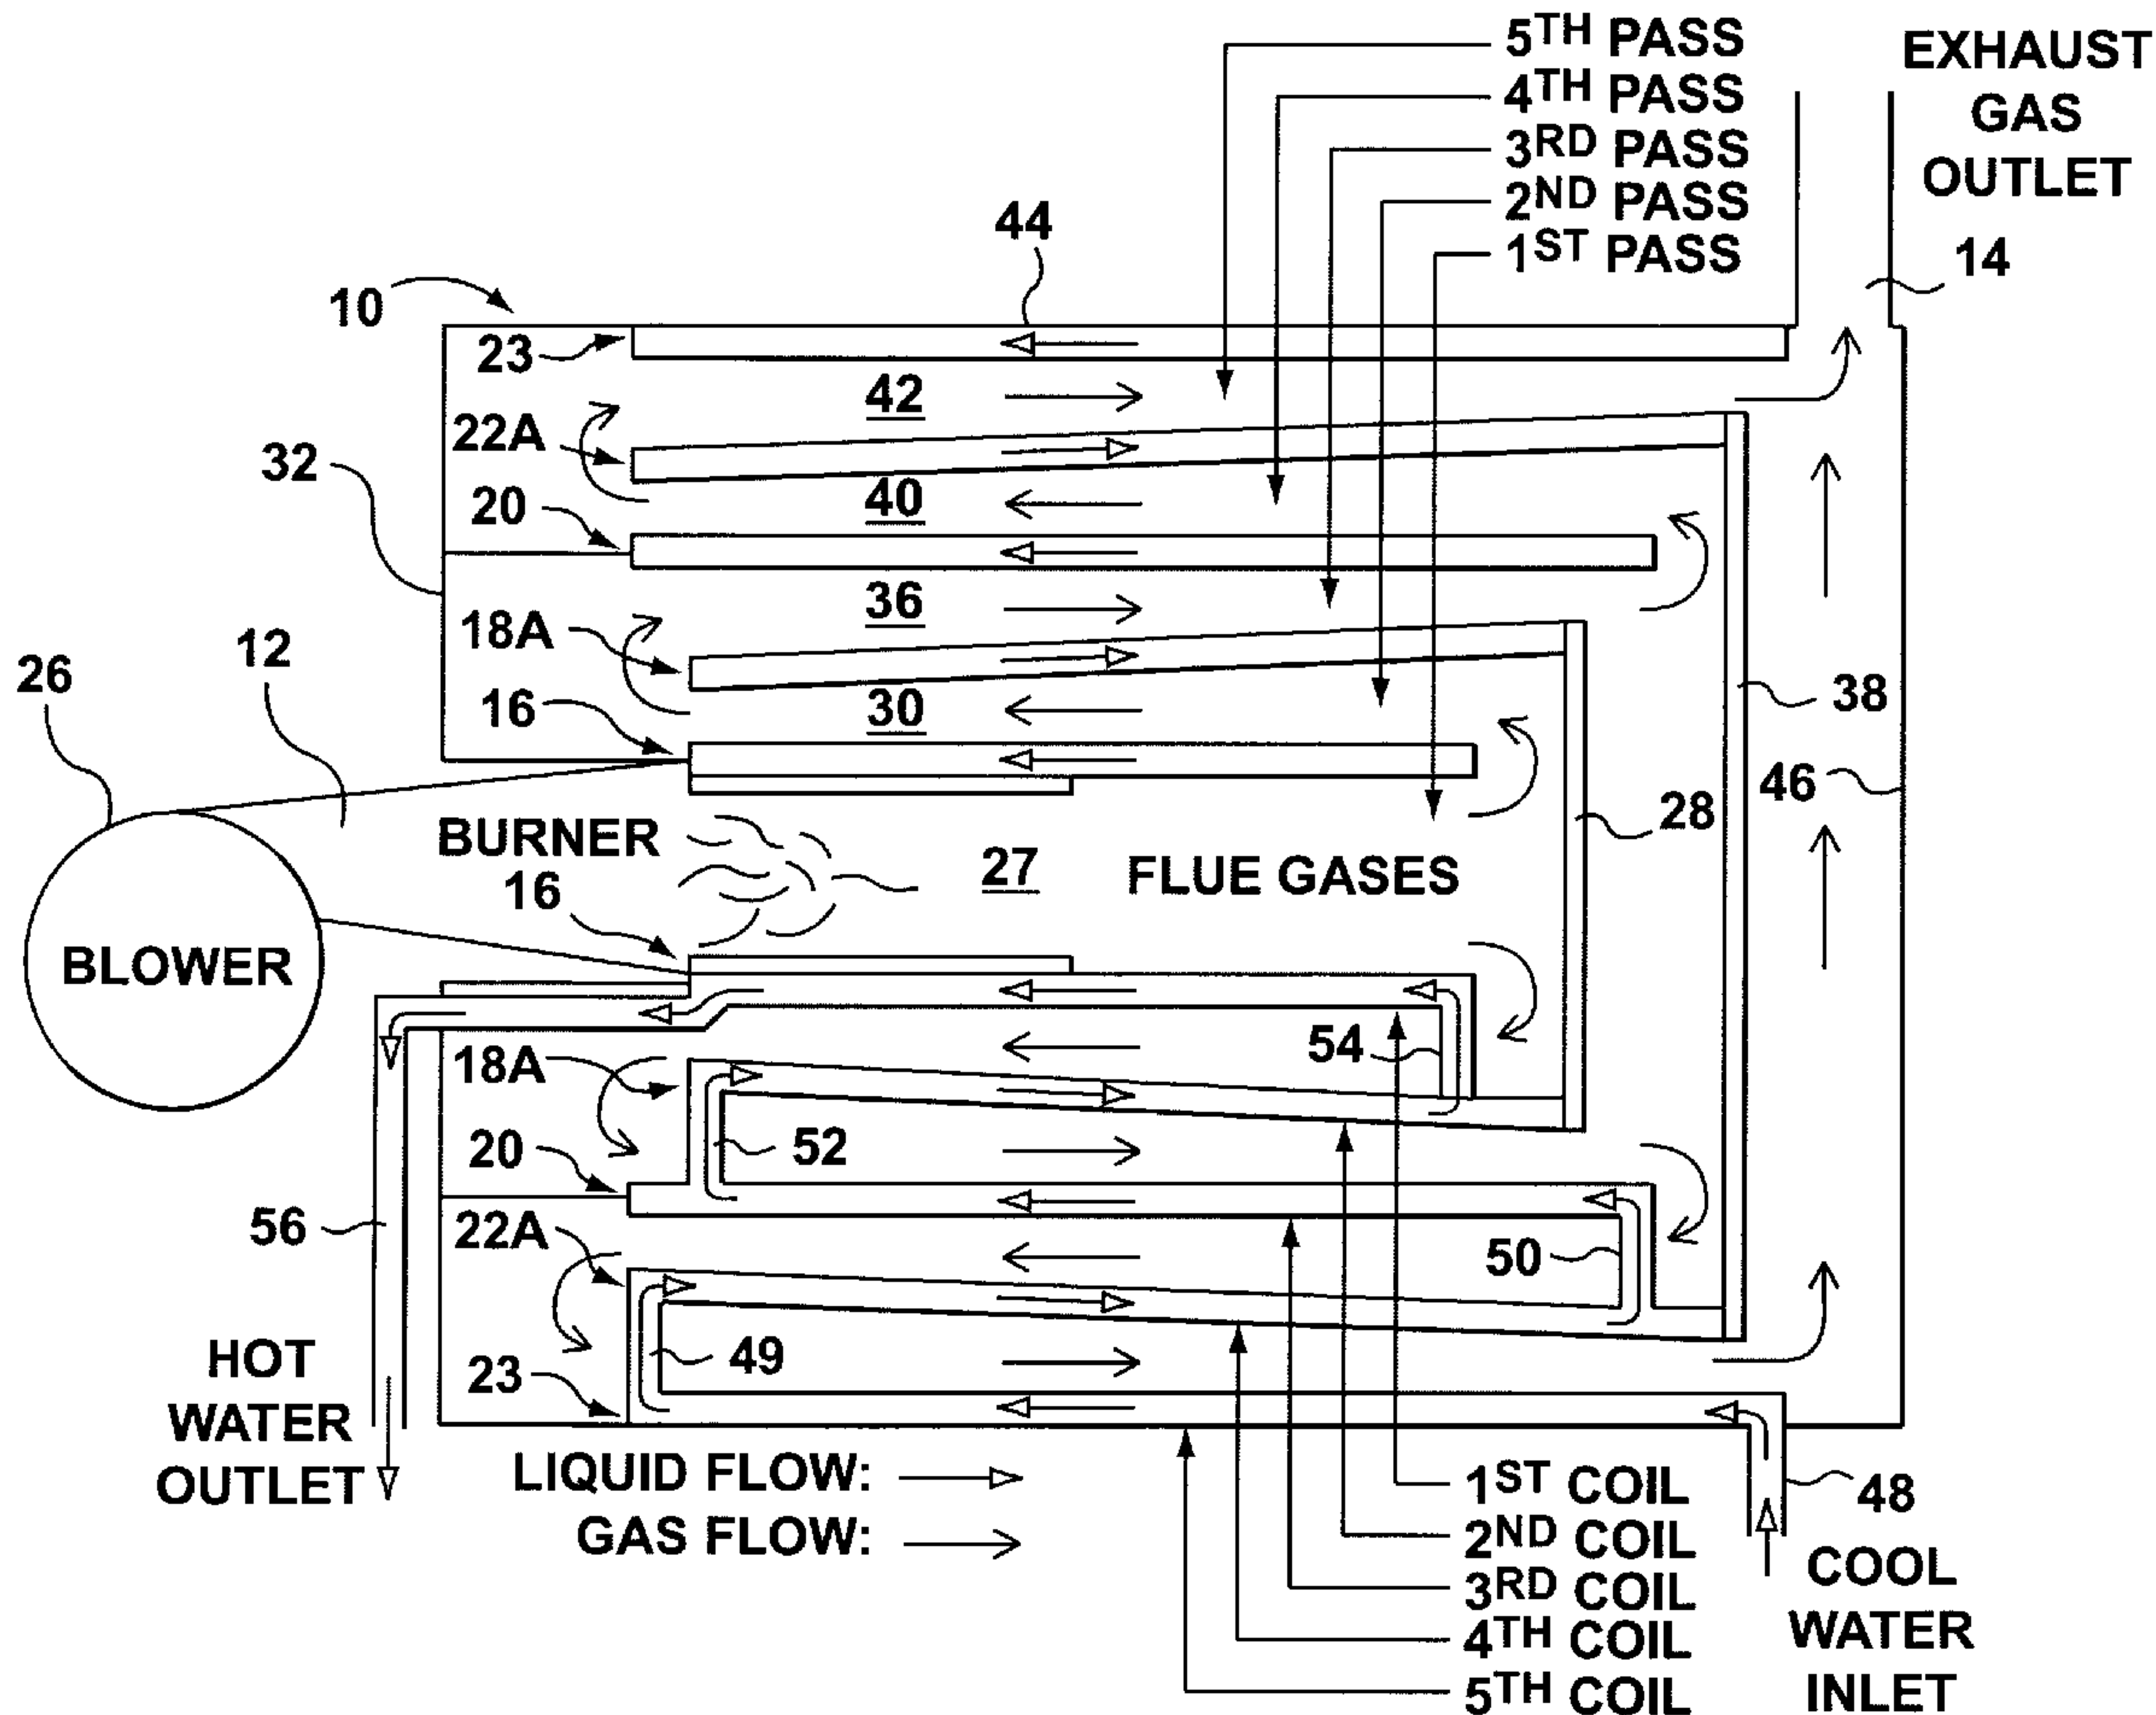 5TH PASS
4TH PASS
3RD PASS
2ND PASS
1ST PASS
EXHAUST
GAS
OUTLET
14
44
10
23
42
22A
32
40
20
36
18A
12
26
16
30
38
46
28
BURNER
16
27
FLUE GASES
BLOWER
54
18A
52
20
56
22A
50
49
23
HOT
WATER
OUTLET
LIQUID FLOW:
GAS FLOW:
1ST COIL
2ND COIL
3RD COIL
4TH COIL
5TH COIL
48
COOL
WATER
INLET